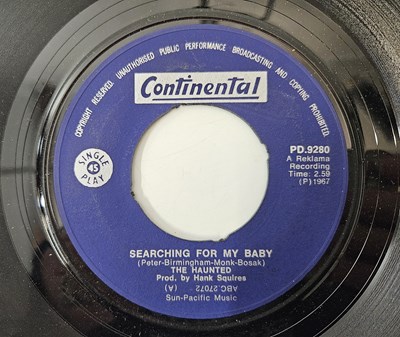 COPYRIGHT RESERVED. UNAUTHORISED PUBLIC PERFORMANCE BROADCASTING AND COPYING PROHIBITED.
Continental
PD.9280
A Reklama
Recording
Time: 2.59
(P) 1967
SINGLE
45
PLAY
SEARCHING FOR MY BABY
(Peter-Birmingham-Monk-Bosak)
THE HAUNTED
Prod. by Hank Squires
ABC.27072
(A)
Sun-Pacific Music